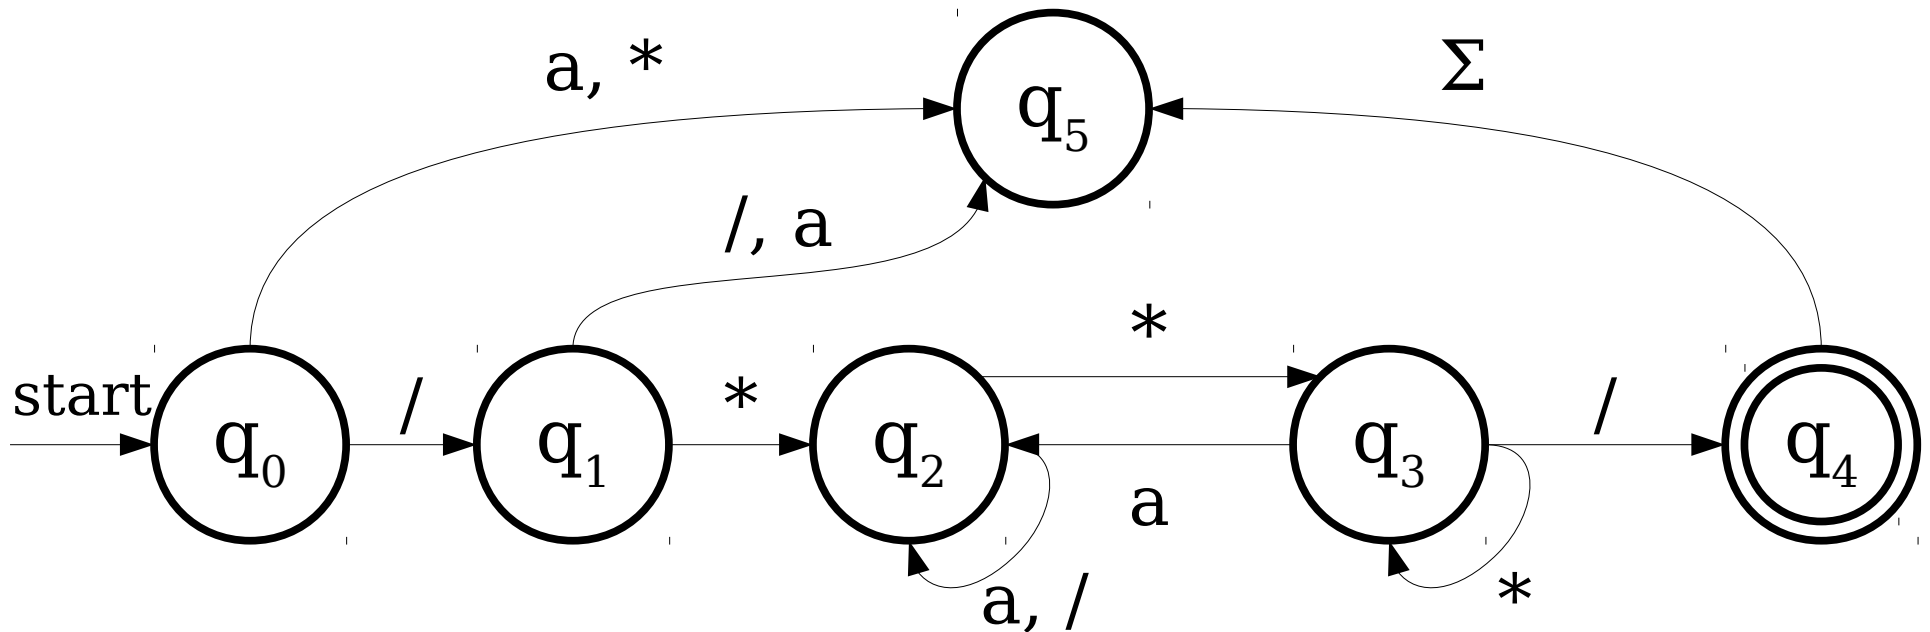 a, *
Σ
q5
/, a
*
start
/
*
/
q0
q1
q2
q3
q4
a
a, /
*